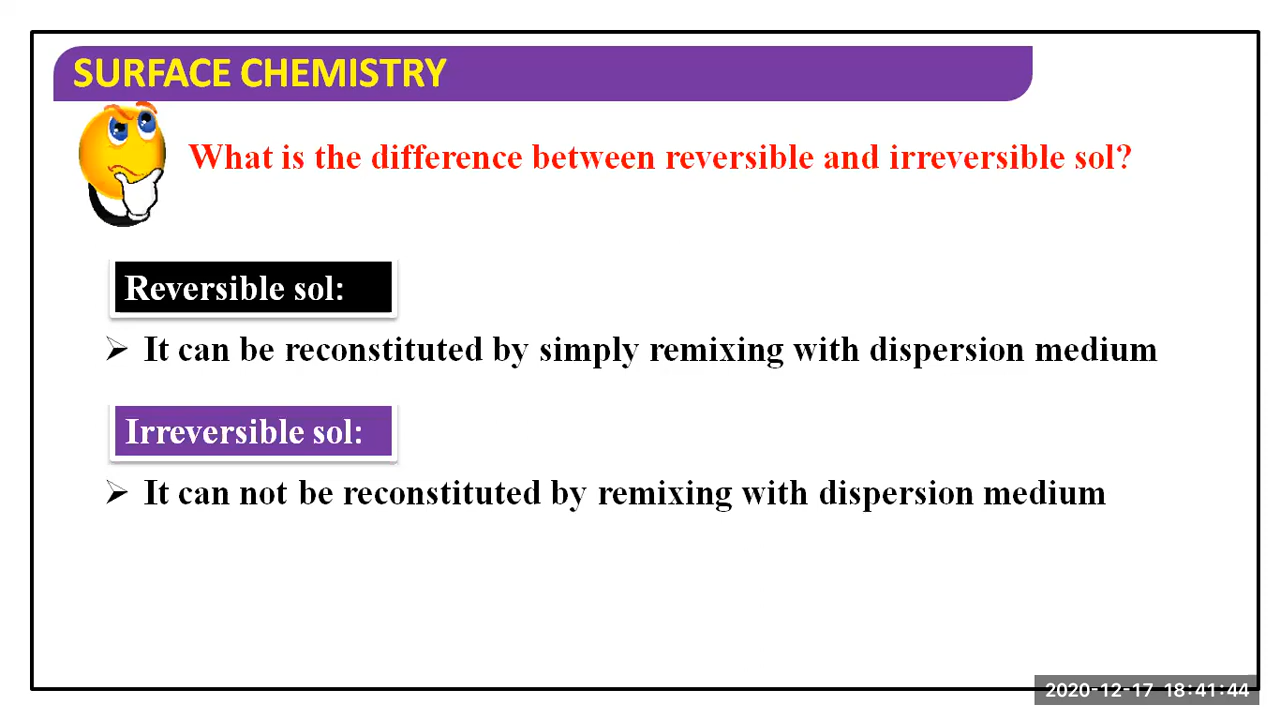 SURFACE CHEMISTRY
What is the difference between reversible and irreversible sol?
Reversible sol:
➢ It can be reconstituted by simply remixing with dispersion medium
Irreversible sol:
➢ It can not be reconstituted by remixing with dispersion medium
2020-12-17 18:41:44